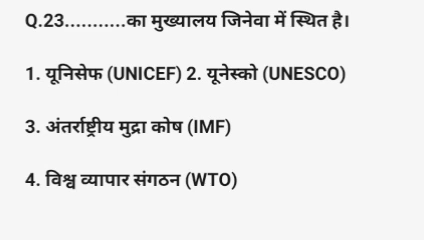 Q.23...........का मुख्यालय जिनेवा में स्थित है।
1. यूनिसेफ (UNICEF) 2. यूनेस्को (UNESCO)
3. अंतर्राष्ट्रीय मुद्रा कोष (IMF)
4. विश्व व्यापार संगठन (WTO)